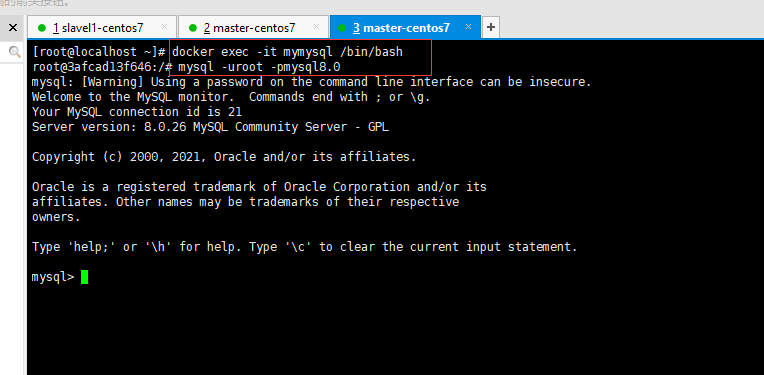 的前头按钮。
1 slavel1-centos7
2 master-centos7
3 master-centos7
[root@localhost ~]# docker exec -it mymysql /bin/bash
root@3afcad13f646:/# mysql -uroot -pmysql8.0
mysql: [Warning] Using a password on the command line interface can be insecure.
Welcome to the MySQL monitor.  Commands end with ; or \g.
Your MySQL connection id is 21
Server version: 8.0.26 MySQL Community Server - GPL
Copyright (c) 2000, 2021, Oracle and/or its affiliates.
Oracle is a registered trademark of Oracle Corporation and/or its
affiliates. Other names may be trademarks of their respective
owners.
Type 'help;' or '\h' for help. Type '\c' to clear the current input statement.
mysql>